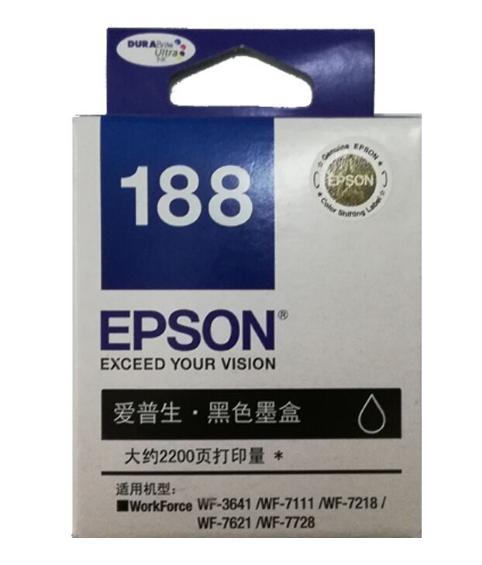 DURABrite
Ultra
Ink
188
Genuine EPSON
EPSON
Color Shifting Label
EPSON®
EXCEED YOUR VISION
爱普生·黑色墨盒
大约2200页打印量 *
适用机型:
■WorkForce WF-3641 /WF-7111 /WF-7218 /
WF-7621 /WF-7728